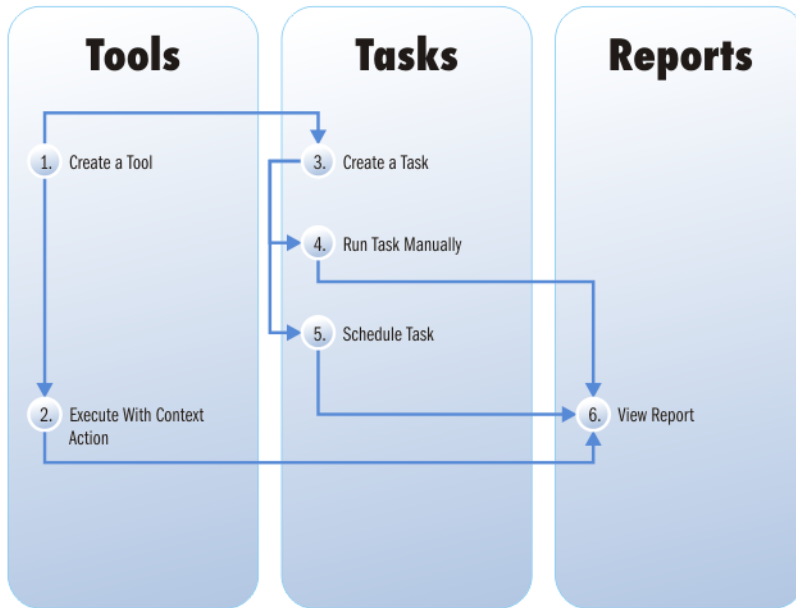 Tools
Tasks
Reports
1. Create a Tool
3. Create a Task
4. Run Task Manually
5. Schedule Task
2. Execute With Context
Action
6. View Report